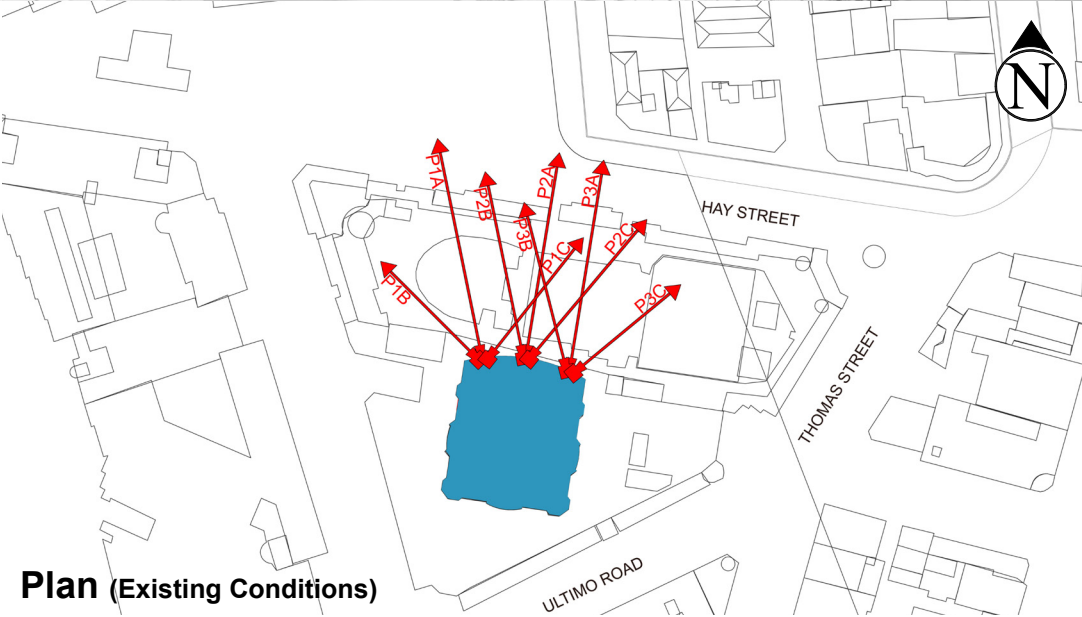 N
P1A
P2B
P2A
P3A
P3B
P1C
P2C
HAY STREET
P1B
P3C
THOMAS STREET
ULTIMO ROAD
Plan (Existing Conditions)